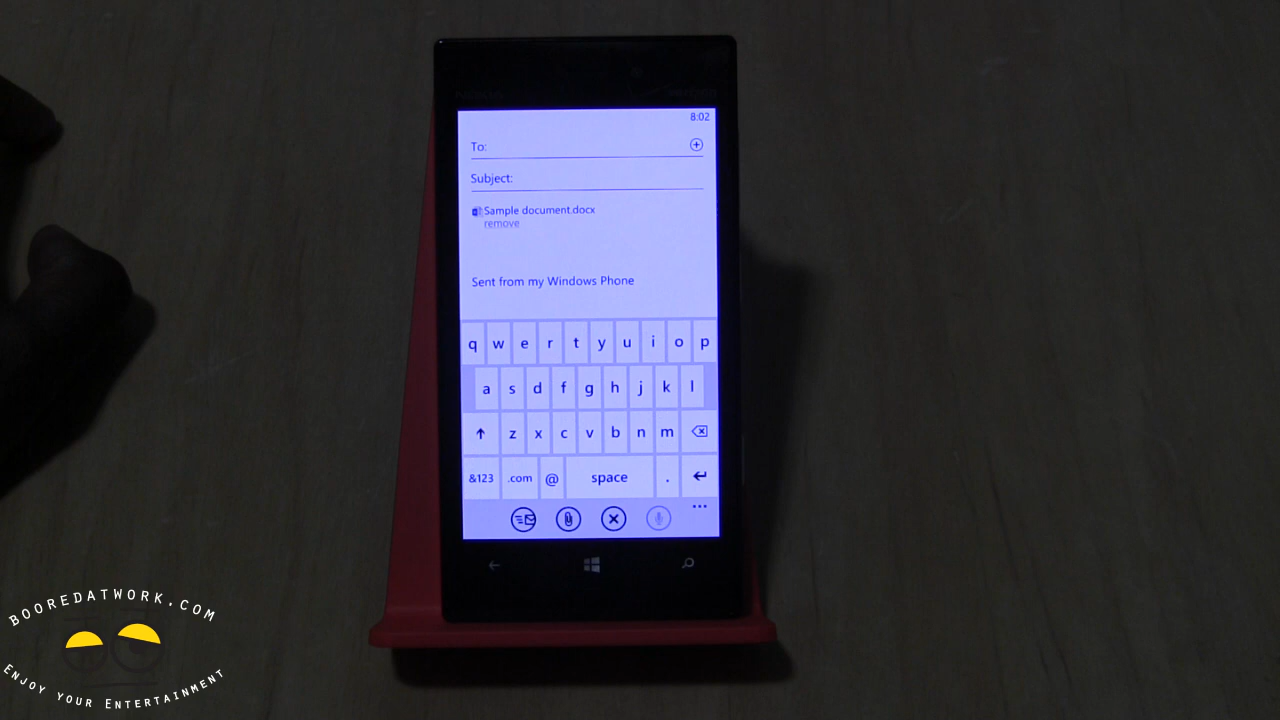 8:02
To:
Subject:
Sample document.docx
remove
Sent from my Windows Phone
q w e r t y u i o p
a s d f g h j k l
z x c v b n m
&123 .com @ space .
BOOREDATWORK.COM
ENJOY YOUR ENTERTAINMENT